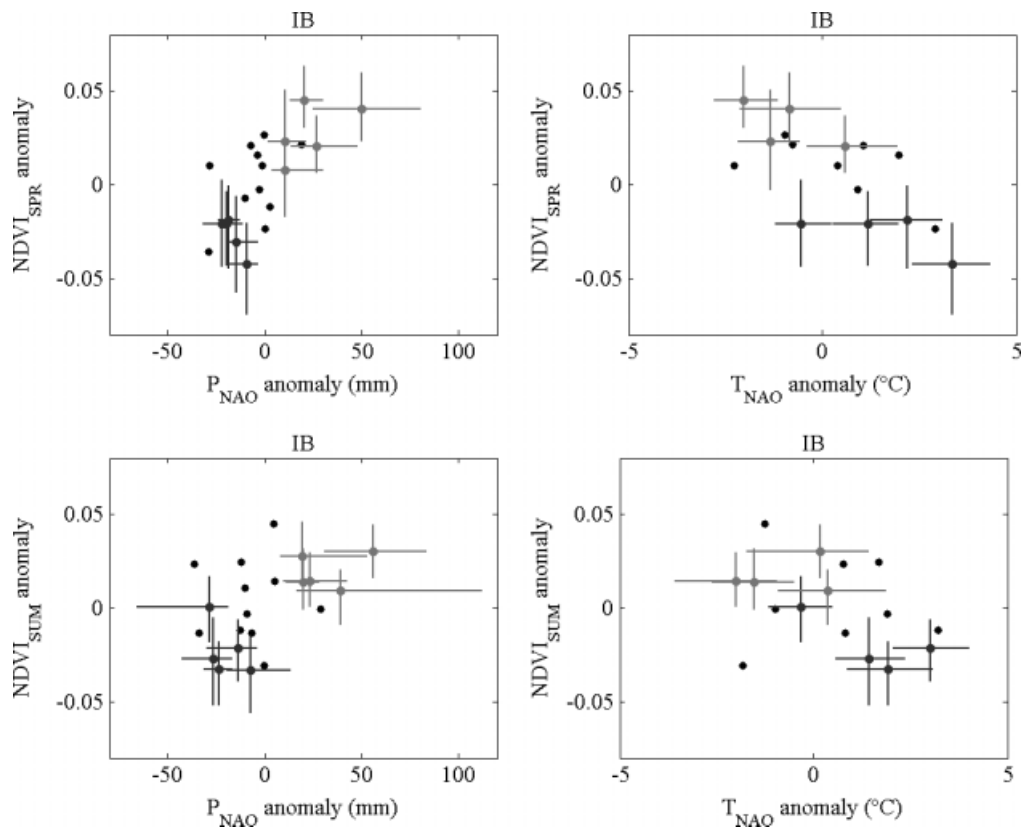 IB
IB
0.05
0
-0.05
NDVI_SPR anomaly
-50 0 50 100
P_NAO anomaly (mm)
0.05
0
-0.05
NDVI_SPR anomaly
-5 0 5
T_NAO anomaly (°C)
IB
IB
0.05
0
-0.05
NDVI_SUM anomaly
-50 0 50 100
P_NAO anomaly (mm)
0.05
0
-0.05
NDVI_SUM anomaly
-5 0 5
T_NAO anomaly (°C)